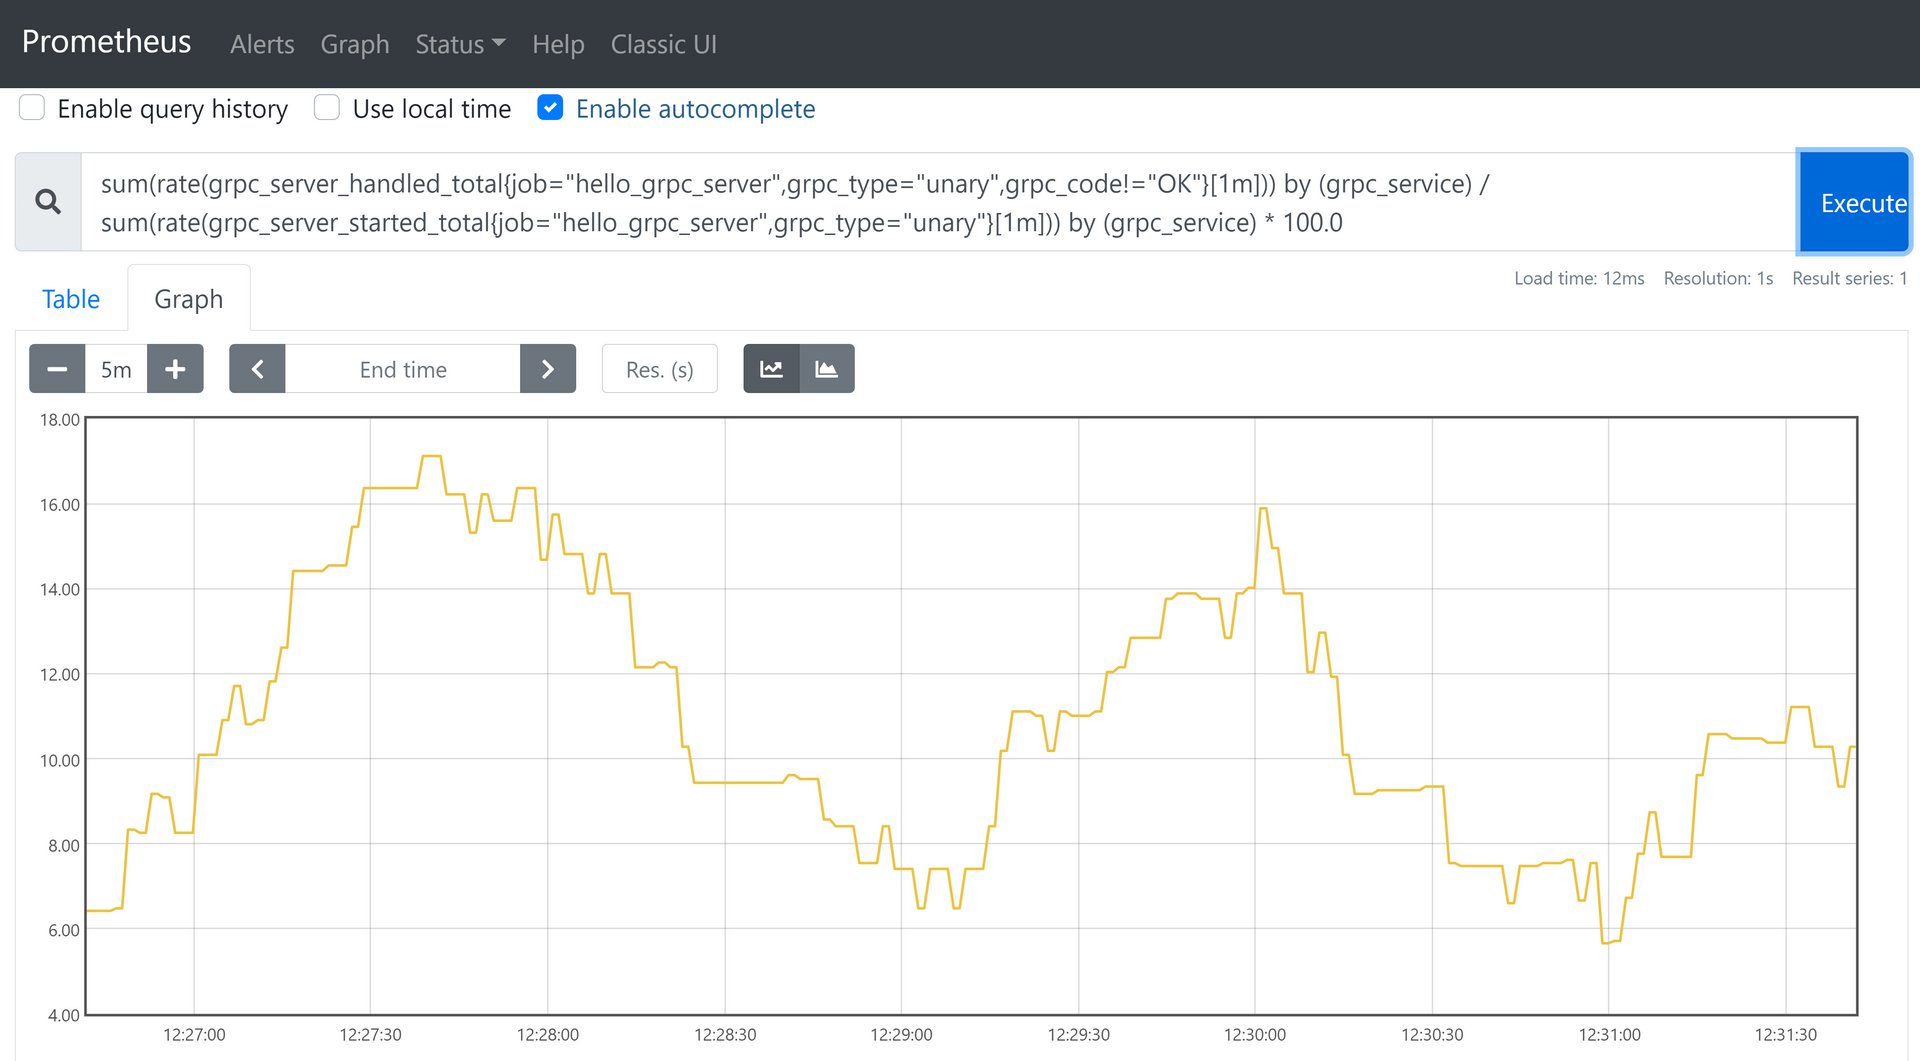 Prometheus Alerts Graph Status Help Classic UI
Enable query history Use local time Enable autocomplete
sum(rate(grpc_server_handled_total{job="hello_grpc_server",grpc_type="unary",grpc_code!="OK"}[1m])) by (grpc_service) /
sum(rate(grpc_server_started_total{job="hello_grpc_server",grpc_type="unary"}[1m])) by (grpc_service) * 100.0
Execute
Load time: 12ms Resolution: 1s Result series: 1
Table Graph
5m End time Res. (s)
18.00
16.00
14.00
12.00
10.00
8.00
6.00
4.00
12:27:00 12:27:30 12:28:00 12:28:30 12:29:00 12:29:30 12:30:00 12:30:30 12:31:00 12:31:30